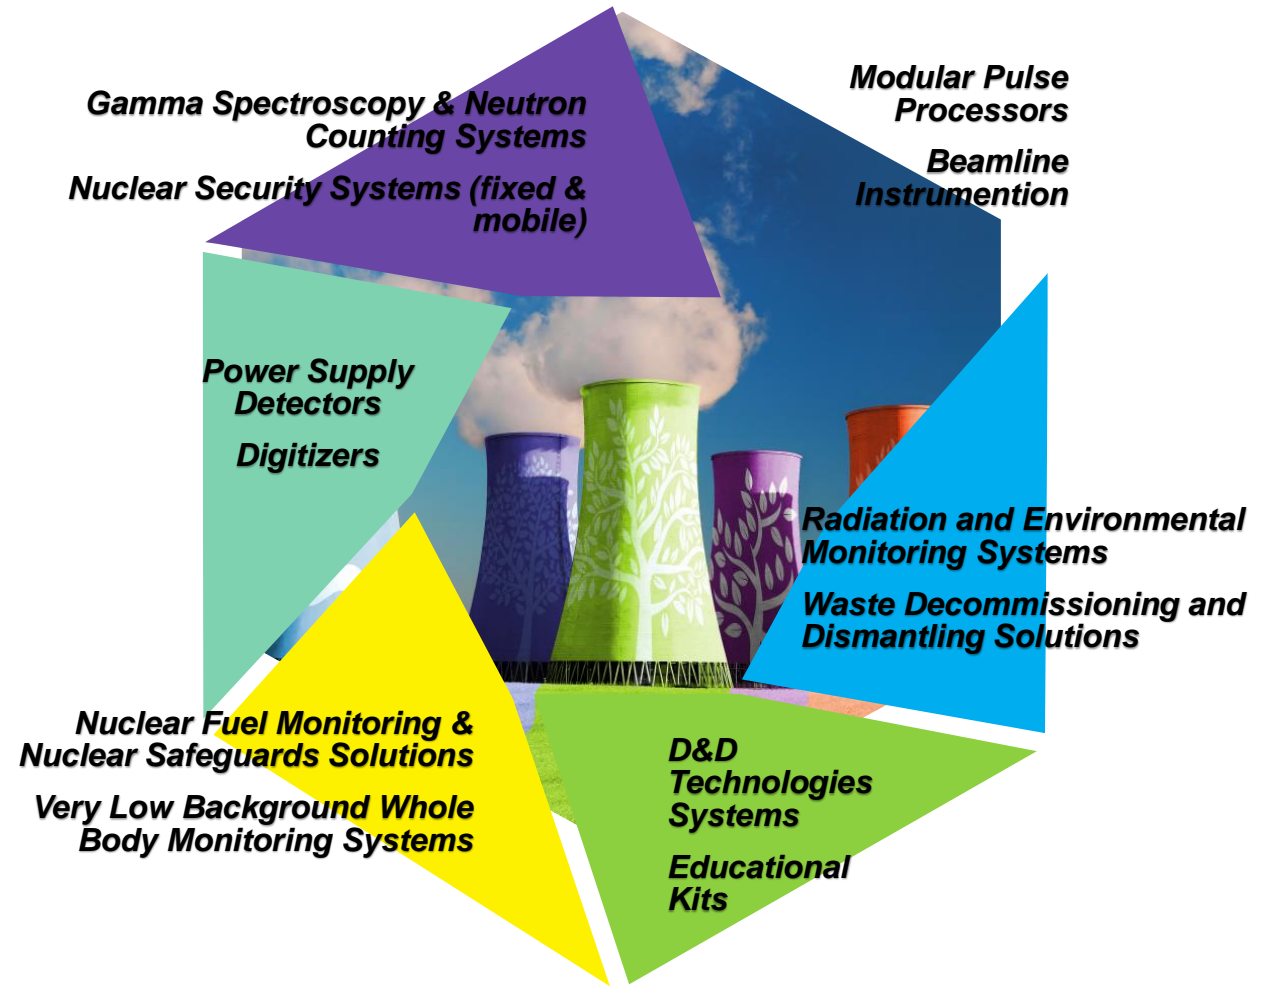 Gamma Spectroscopy & Neutron
Counting Systems
Nuclear Security Systems (fixed &
mobile)
Modular Pulse
Processors
Beamline
Instrumention
Power Supply
Detectors
Digitizers
Radiation and Environmental
Monitoring Systems
Waste Decommissioning and
Dismantling Solutions
Nuclear Fuel Monitoring &
Nuclear Safeguards Solutions
Very Low Background Whole
Body Monitoring Systems
D&D
Technologies
Systems
Educational
Kits